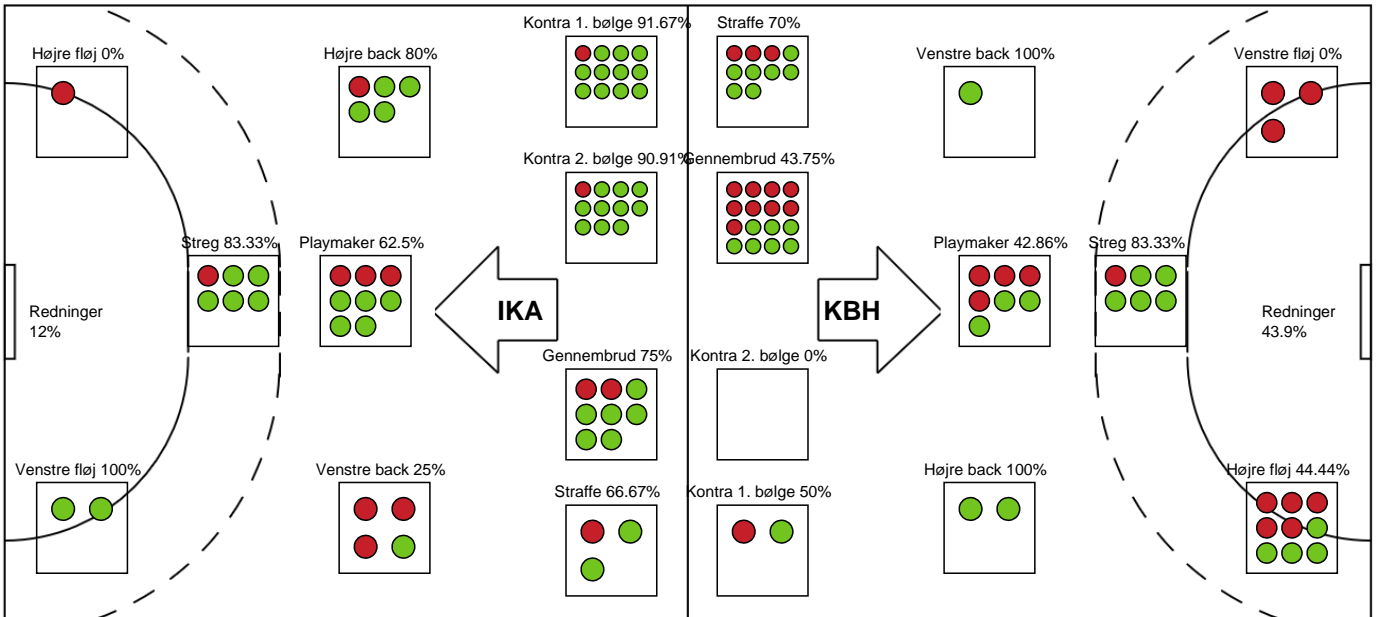 Kontra 1. bølge 91.67%
Straffe 70%
Højre fløj 0%
Højre back 80%
Venstre back 100%
Venstre fløj 0%
Kontra 2. bølge 90.91%
Gennembrud 43.75%
Streg 83.33%
Playmaker 62.5%
Playmaker 42.86%
Streg 83.33%
Redninger
12%
IKA
KBH
Redninger
43.9%
Gennembrud 75%
Kontra 2. bølge 0%
Venstre fløj 100%
Venstre back 25%
Højre back 100%
Højre fløj 44.44%
Straffe 66.67%
Kontra 1. bølge 50%